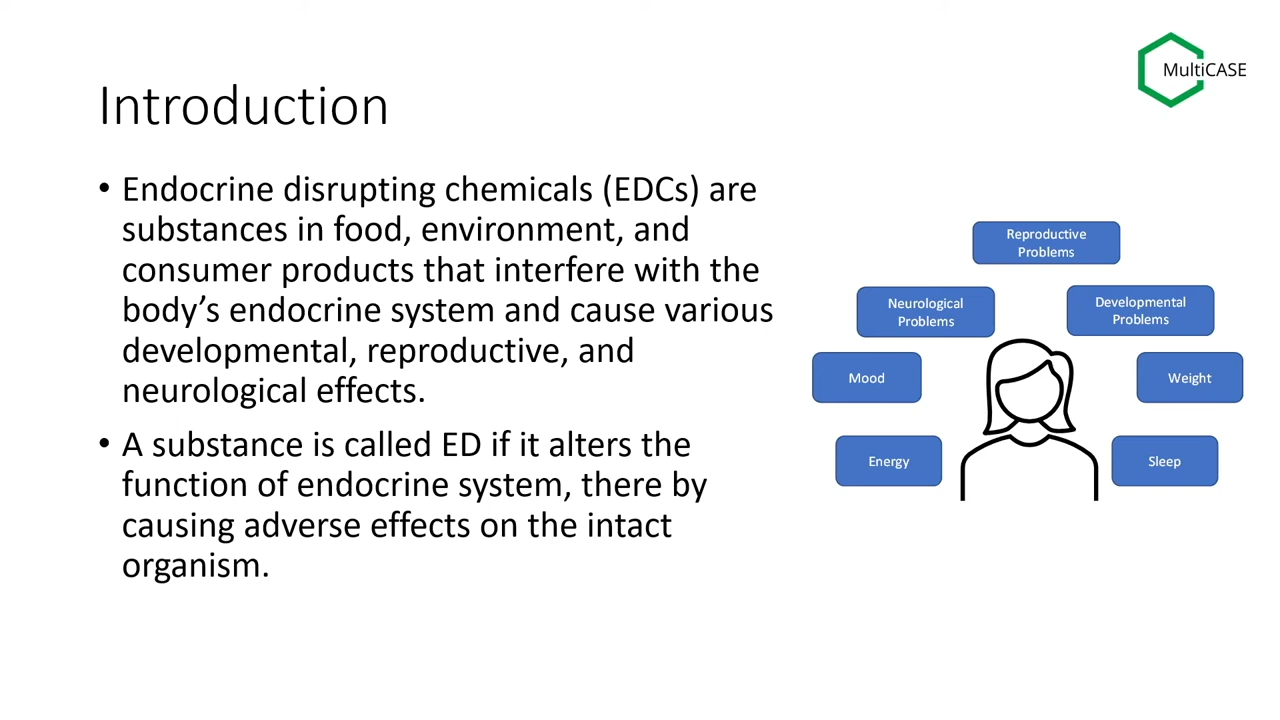 MultiCASE
Introduction
• Endocrine disrupting chemicals (EDCs) are
substances in food, environment, and
consumer products that interfere with the
body’s endocrine system and cause various
developmental, reproductive, and
neurological effects.
• A substance is called ED if it alters the
function of endocrine system, there by
causing adverse effects on the intact
organism.
Reproductive
Problems
Neurological
Problems
Developmental
Problems
Mood
Weight
Energy
Sleep